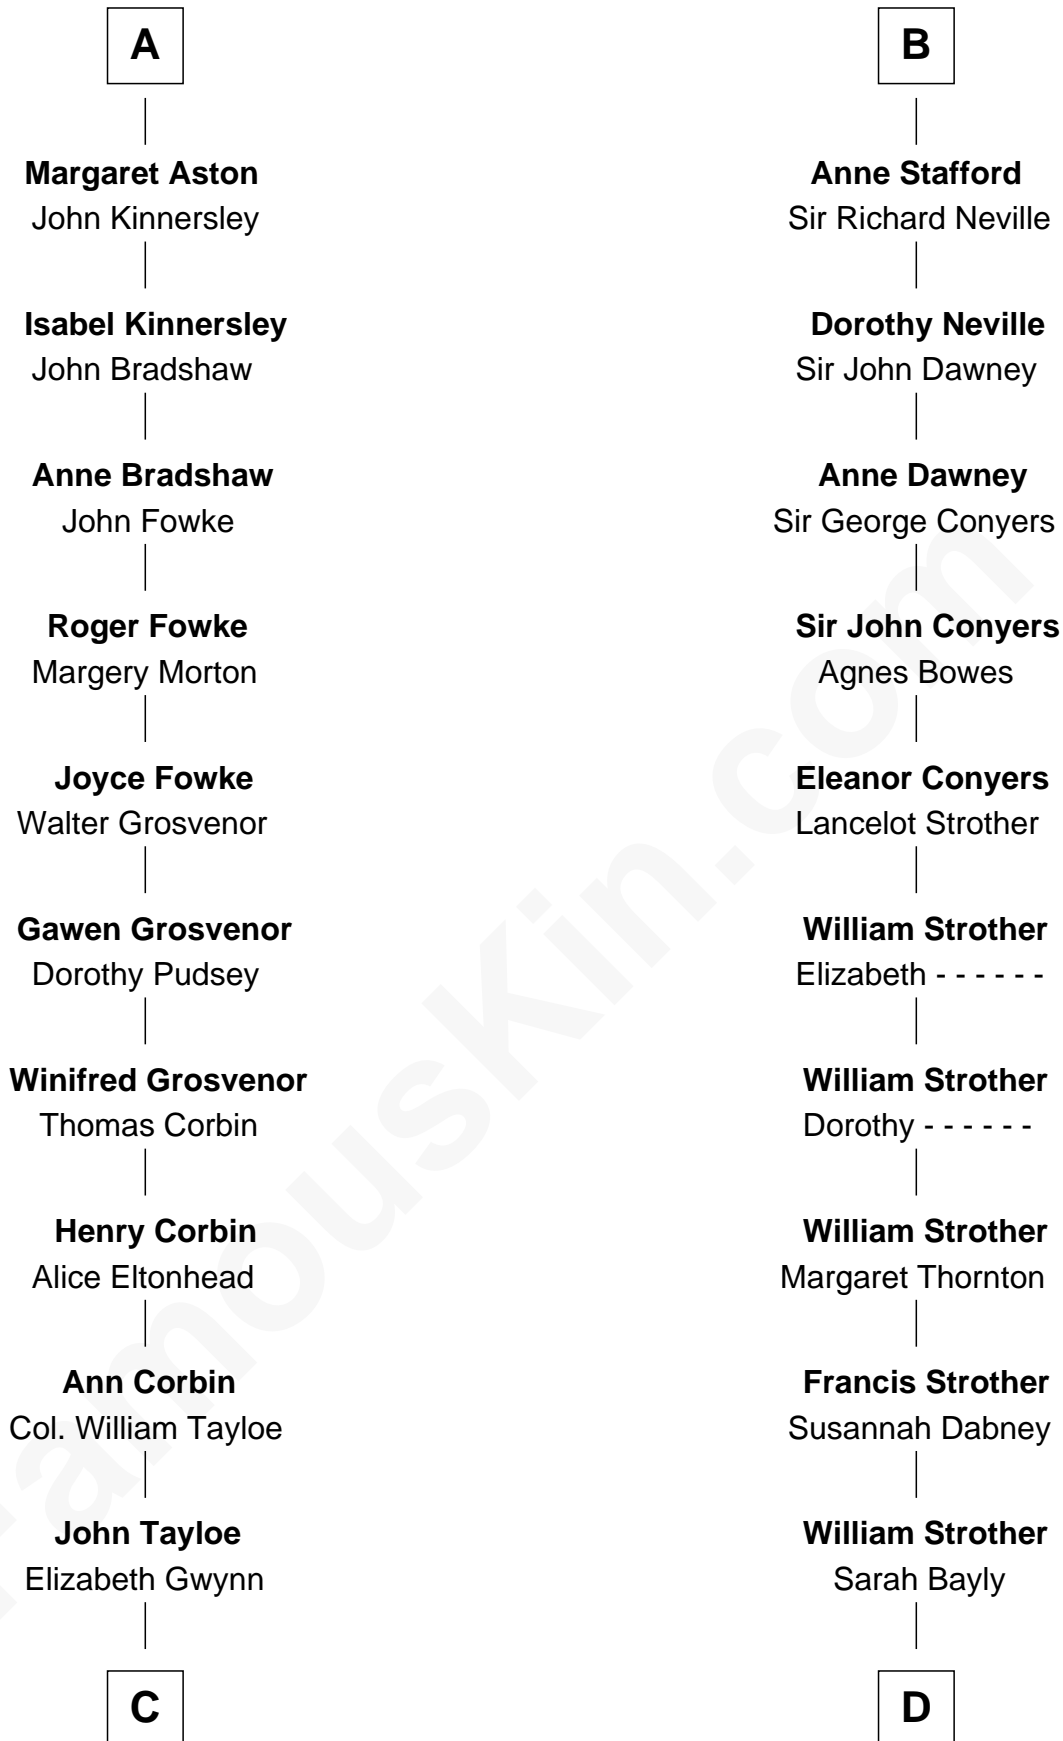 A
Margaret Aston
John Kinnersley
Isabel Kinnersley
John Bradshaw
Anne Bradshaw
John Fowke
Roger Fowke
Margery Morton
Joyce Fowke
Walter Grosvenor
Gawen Grosvenor
Dorothy Pudsey
Winifred Grosvenor
Thomas Corbin
Henry Corbin
Alice Eltonhead
Ann Corbin
Col. William Tayloe
John Tayloe
Elizabeth Gwynn
C
B
Anne Stafford
Sir Richard Neville
Dorothy Neville
Sir John Dawney
Anne Dawney
Sir George Conyers
Sir John Conyers
Agnes Bowes
Eleanor Conyers
Lancelot Strother
William Strother
Elizabeth - - - - - -
William Strother
Dorothy - - - - - -
William Strother
Margaret Thornton
Francis Strother
Susannah Dabney
William Strother
Sarah Bayly
D
FamousKin.com